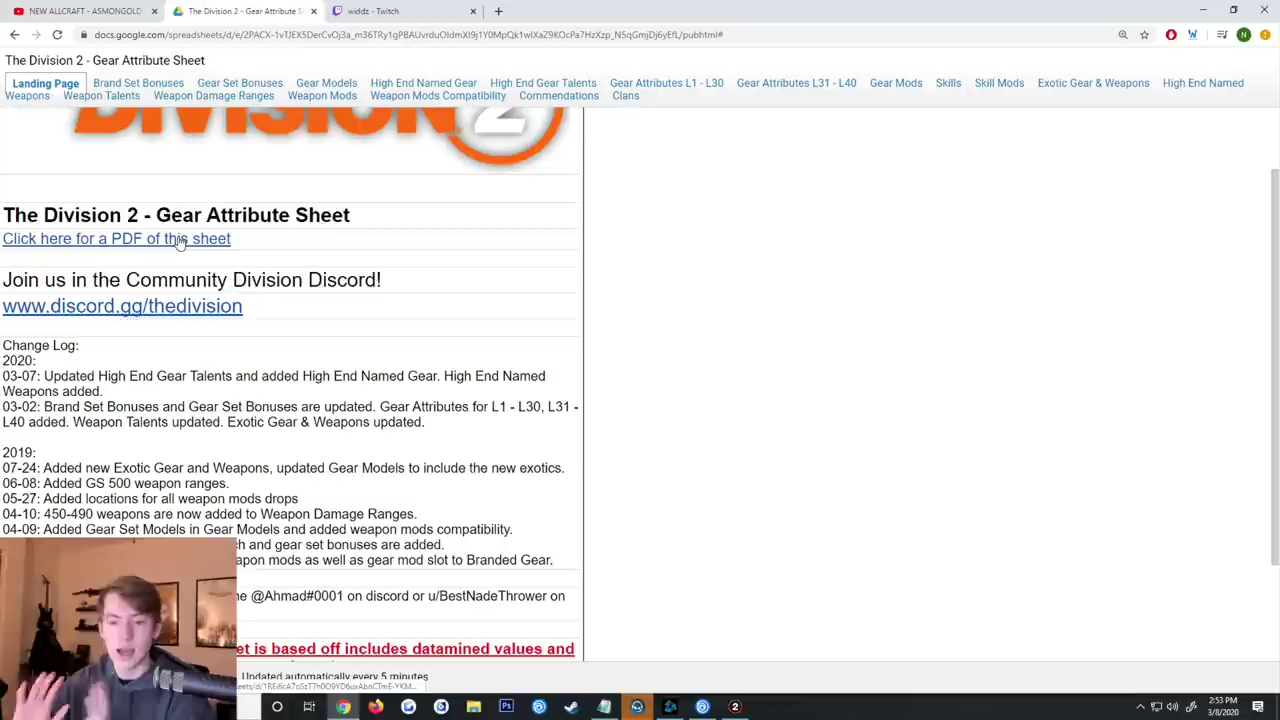 NEW ALLCRAFT - ASMONGOLD
The Division 2 - Gear Attribute S
widdz - Twitch
docs.google.com/spreadsheets/d/e/
The Division 2 - Gear Attribute Sheet
Landing Page Brand Set Bonuses Gear Set Bonuses Gear Models High End Named Gear High End Gear Talents Gear Attributes L1 - L30 Gear Attributes L31 - L40 Gear Mods Skills Skill Mods Exotic Gear & Weapons High End Named
Weapons Weapon Talents Weapon Damage Ranges Weapon Mods Weapon Mods Compatibility Commendations Clans
DIVISION 2
The Division 2 - Gear Attribute Sheet
Click here for a PDF of this sheet
Join us in the Community Division Discord!
www.discord.gg/thedivision
Change Log:
2020:
03-07: Updated High End Gear Talents and added High End Named Gear. High End Named
Weapons added.
03-02: Brand Set Bonuses and Gear Set Bonuses are updated. Gear Attributes for L1 - L30, L31 -
L40 added. Weapon Talents updated. Exotic Gear & Weapons updated.
2019:
07-24: Added new Exotic Gear and Weapons, updated Gear Models to include the new exotics.
06-08: Added GS 500 weapon ranges.
05-27: Added locations for all weapon mods drops
04-10: 450-490 weapons are now added to Weapon Damage Ranges.
04-09: Added Gear Set Models in Gear Models and added weapon mods compatibility.
ch and gear set bonuses are added.
apon mods as well as gear mod slot to Branded Gear.
e @Ahmad#0001 on discord or u/BestNadeThrower on
et is based off includes datamined values and
Updated automatically every 5 minutes
2:53 PM
3/8/2020